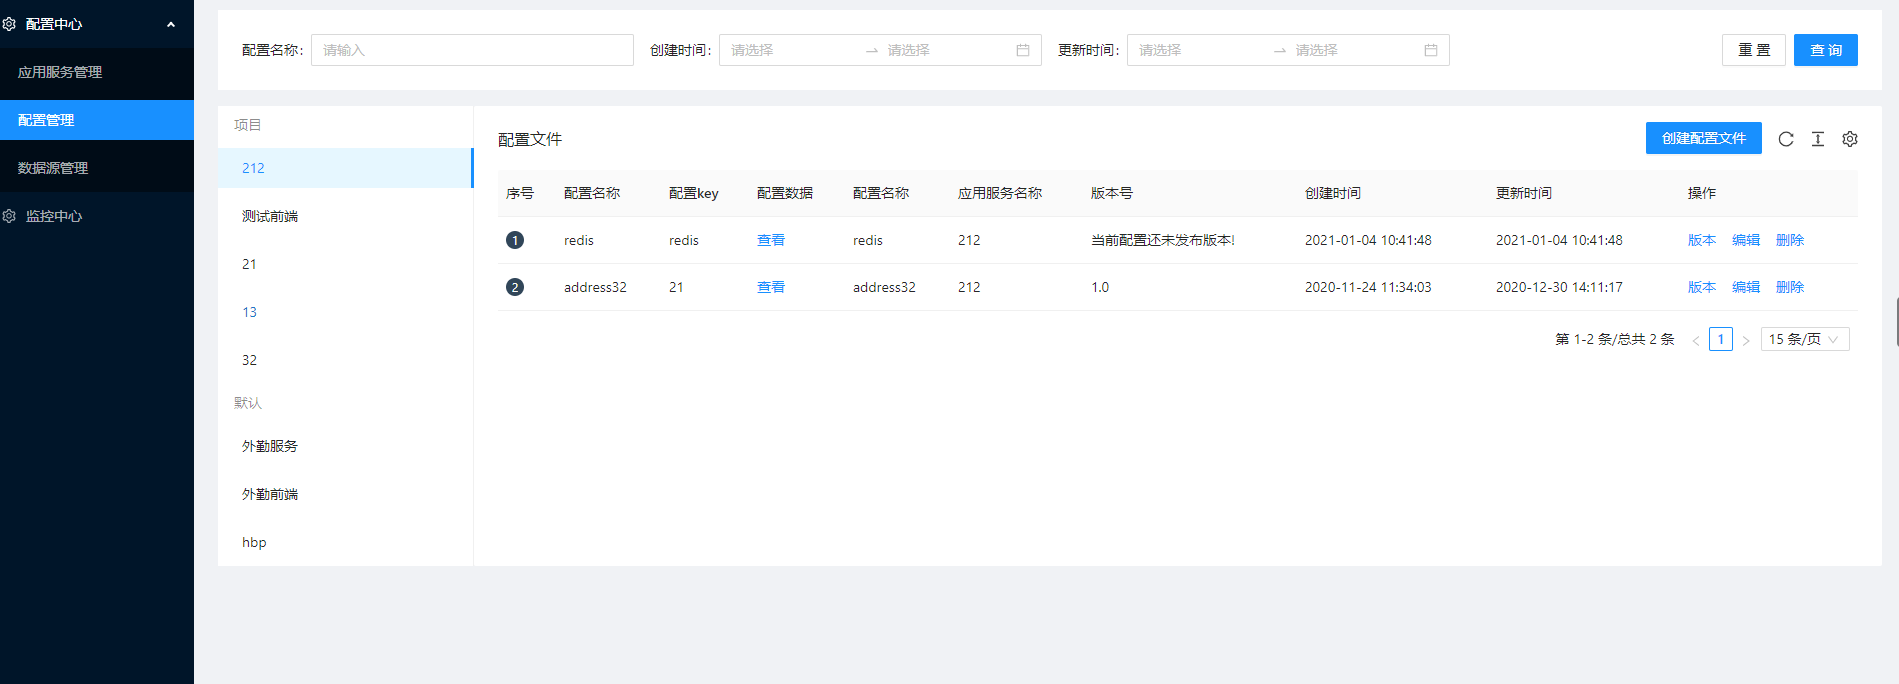 配置中心
应用服务管理
配置管理
数据源管理
监控中心
配置名称: 请输入 创建时间: 请选择 → 请选择 更新时间: 请选择 → 请选择 重 置 查 询
项目
212
测试前端
21
13
32
默认
外勤服务
外勤前端
hbp
配置文件 创建配置文件
序号 配置名称 配置key 配置数据 配置名称 应用服务名称 版本号 创建时间 更新时间 操作
1 redis redis 查看 redis 212 当前配置还未发布版本! 2021-01-04 10:41:48 2021-01-04 10:41:48 版本 编辑 删除
2 address32 21 查看 address32 212 1.0 2020-11-24 11:34:03 2020-12-30 14:11:17 版本 编辑 删除
第 1-2 条/总共 2 条 < 1 > 15 条/页